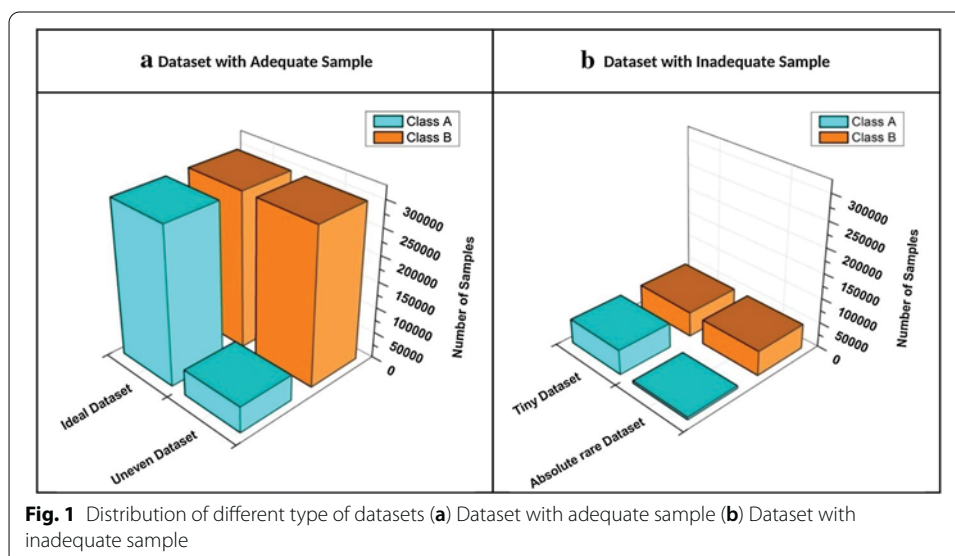 a Dataset with Adequate Sample
b Dataset with Inadequate Sample
Class A
Class B
300000
250000
200000
150000
100000
50000
0
Number of Samples
Ideal Dataset
Uneven Dataset
Class A
Class B
300000
250000
200000
150000
100000
50000
0
Number of Samples
Tiny Dataset
Absolute rare Dataset
Fig. 1 Distribution of different type of datasets (a) Dataset with adequate sample (b) Dataset with
inadequate sample